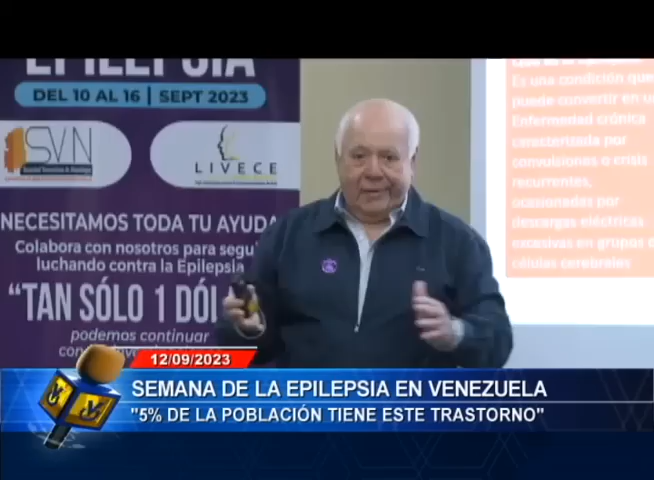 EPILEPSIA
DEL 10 AL 16 | SEPT 2023
SVN
LIVECE
NECESITAMOS TODA TU AYUDA
Colabora con nosotros para segui
luchando contra la Epilepsia
"TAN SÓLO 1 DÓL
podemos continuar
Es una condición que
puede convertir en u
Enfermedad crónica
caracterizada por
convulsiones o crisis
recurrentes,
ocasionadas por
descargas eléctricas
excesivas en grupos d
células cerebrales
12/09/2023
SEMANA DE LA EPILEPSIA EN VENEZUELA
"5% DE LA POBLACIÓN TIENE ESTE TRASTORNO"